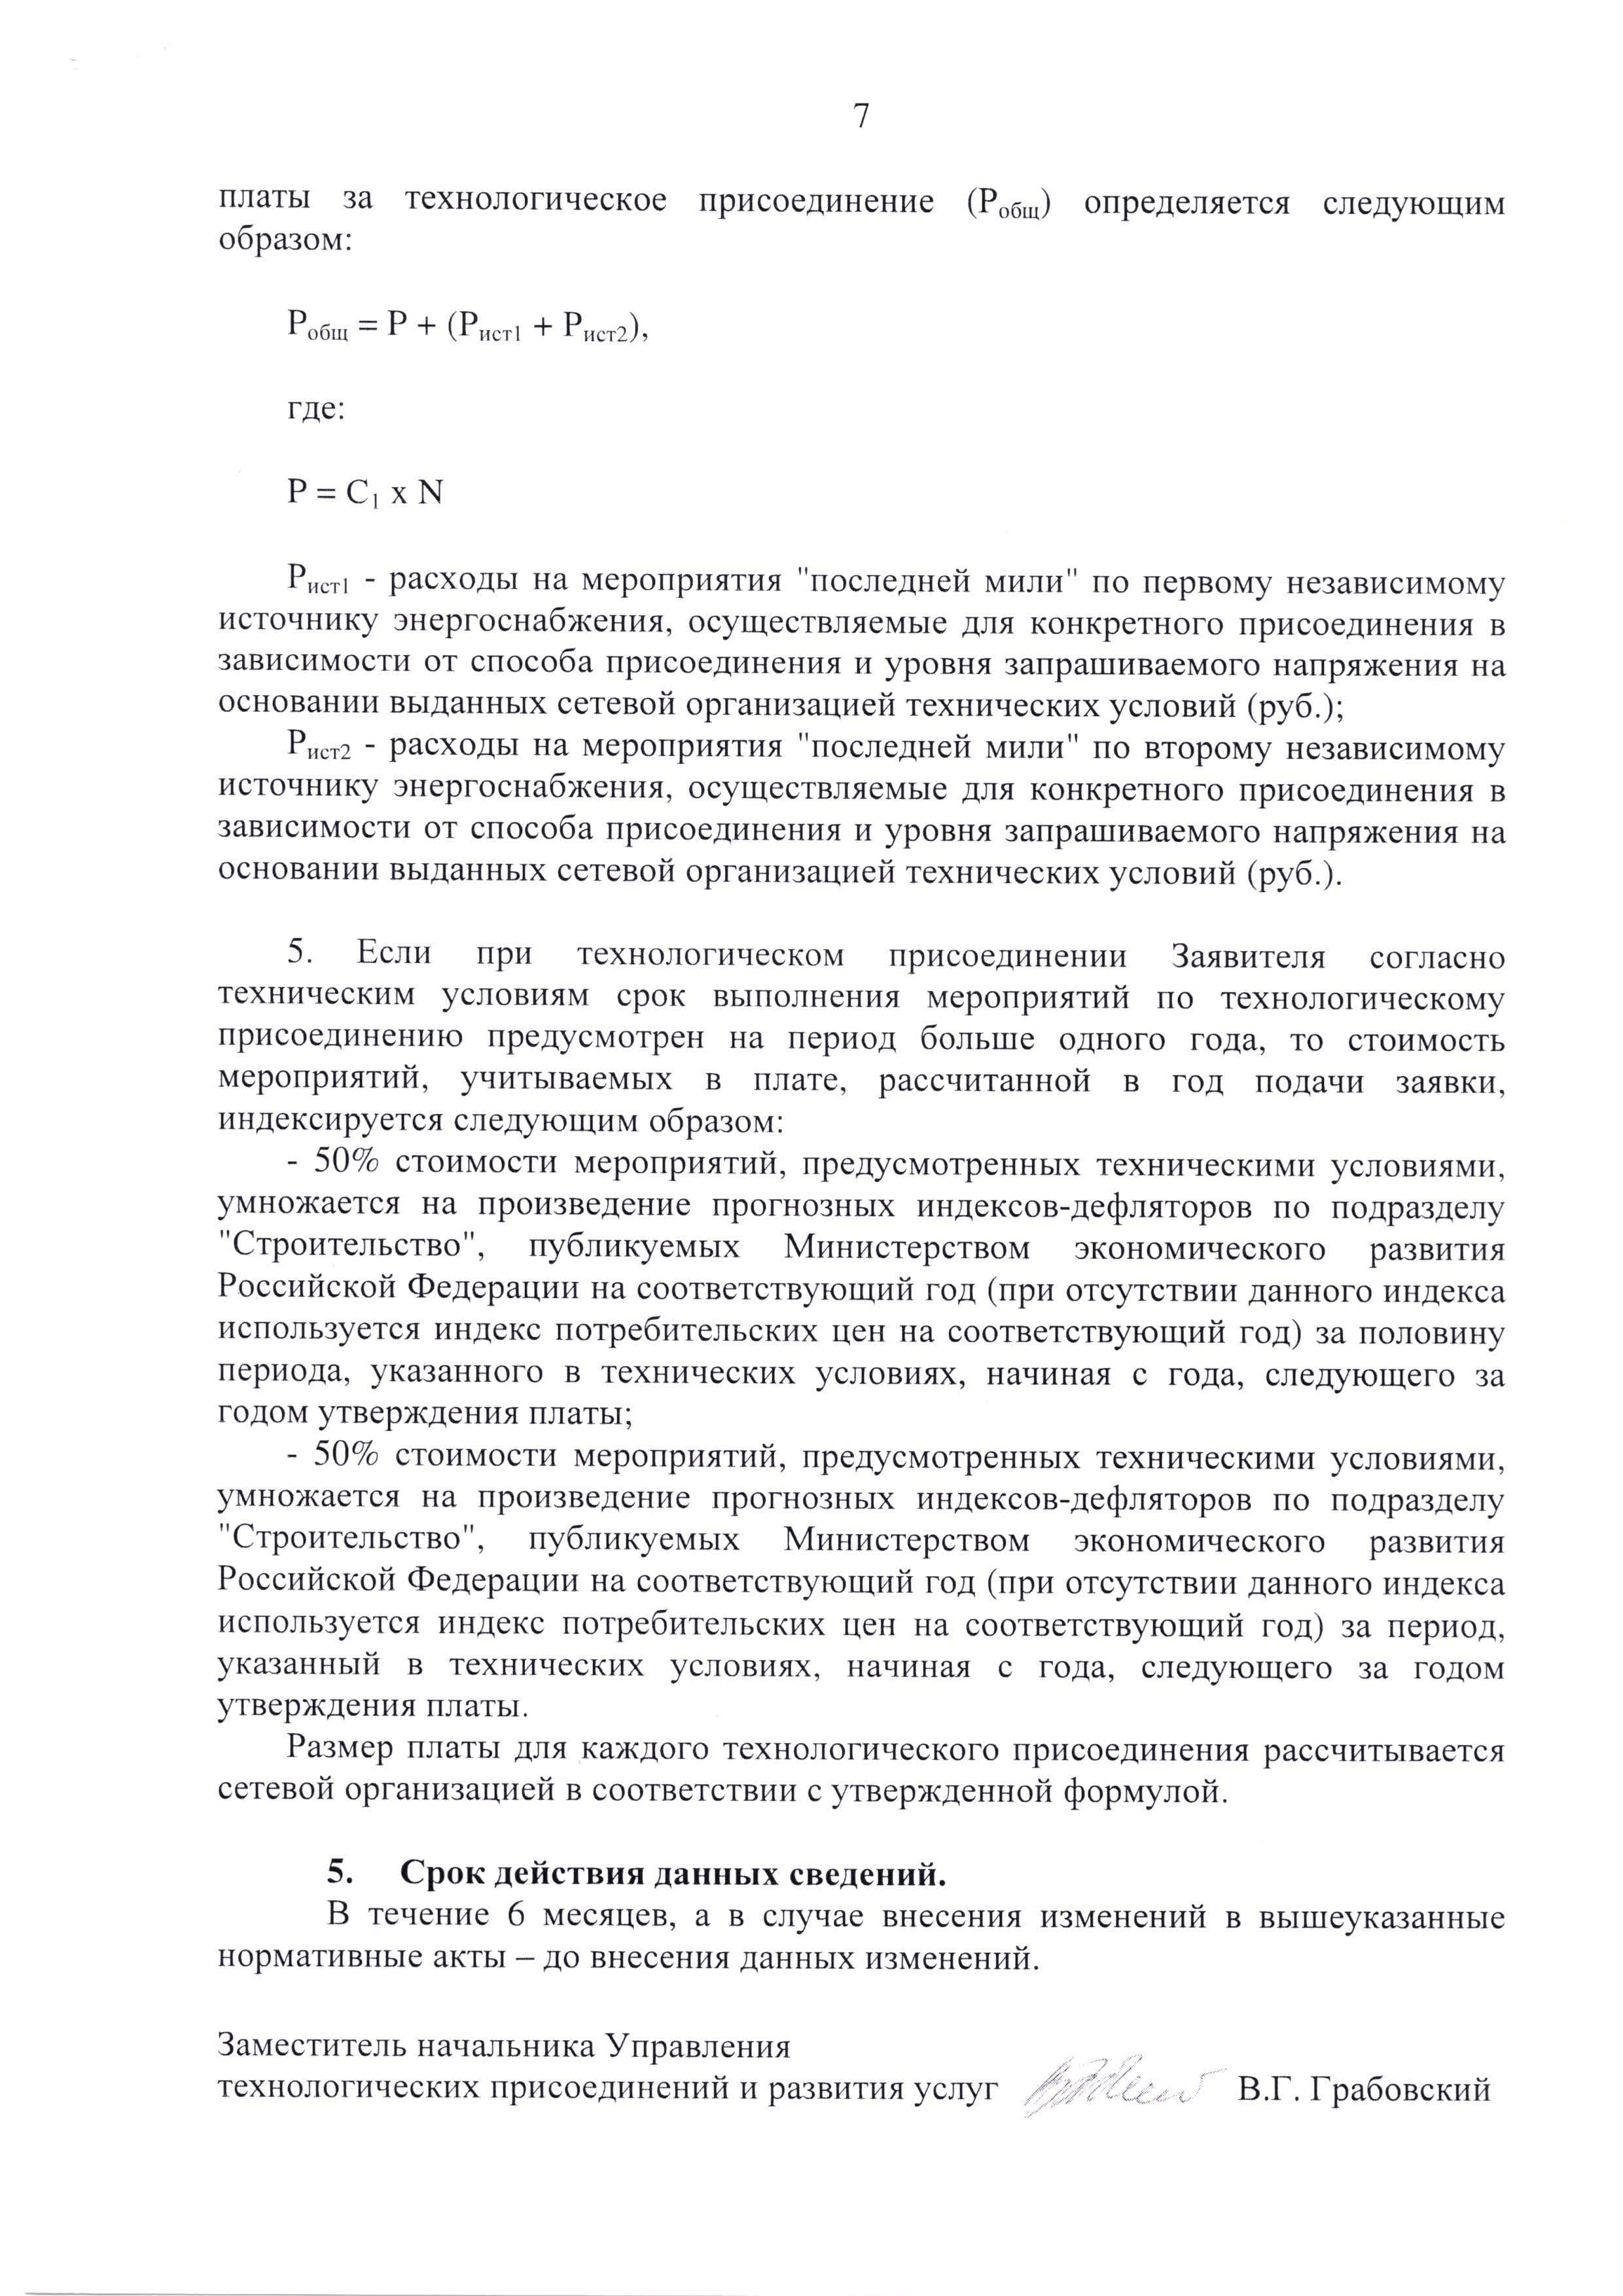 7
платы за технологическое присоединение (Робщ) определяется следующим
образом:
Робщ = Р + (Рист1 + Рист2),
где:
Р = С1 х N
Рист1 - расходы на мероприятия "последней мили" по первому независимому
источнику энергоснабжения, осуществляемые для конкретного присоединения в
зависимости от способа присоединения и уровня запрашиваемого напряжения на
основании выданных сетевой организацией технических условий (руб.);
Рист2 - расходы на мероприятия "последней мили" по второму независимому
источнику энергоснабжения, осуществляемые для конкретного присоединения в
зависимости от способа присоединения и уровня запрашиваемого напряжения на
основании выданных сетевой организацией технических условий (руб.).
5. Если при технологическом присоединении Заявителя согласно
техническим условиям срок выполнения мероприятий по технологическому
присоединению предусмотрен на период больше одного года, то стоимость
мероприятий, учитываемых в плате, рассчитанной в год подачи заявки,
индексируется следующим образом:
- 50% стоимости мероприятий, предусмотренных техническими условиями,
умножается на произведение прогнозных индексов-дефляторов по подразделу
"Строительство", публикуемых Министерством экономического развития
Российской Федерации на соответствующий год (при отсутствии данного индекса
используется индекс потребительских цен на соответствующий год) за половину
периода, указанного в технических условиях, начиная с года, следующего за
годом утверждения платы;
- 50% стоимости мероприятий, предусмотренных техническими условиями,
умножается на произведение прогнозных индексов-дефляторов по подразделу
"Строительство", публикуемых Министерством экономического развития
Российской Федерации на соответствующий год (при отсутствии данного индекса
используется индекс потребительских цен на соответствующий год) за период,
указанный в технических условиях, начиная с года, следующего за годом
утверждения платы.
Размер платы для каждого технологического присоединения рассчитывается
сетевой организацией в соответствии с утвержденной формулой.
5. Срок действия данных сведений.
В течение 6 месяцев, а в случае внесения изменений в вышеуказанные
нормативные акты – до внесения данных изменений.
Заместитель начальника Управления
технологических присоединений и развития услуг В.Г. Грабовский